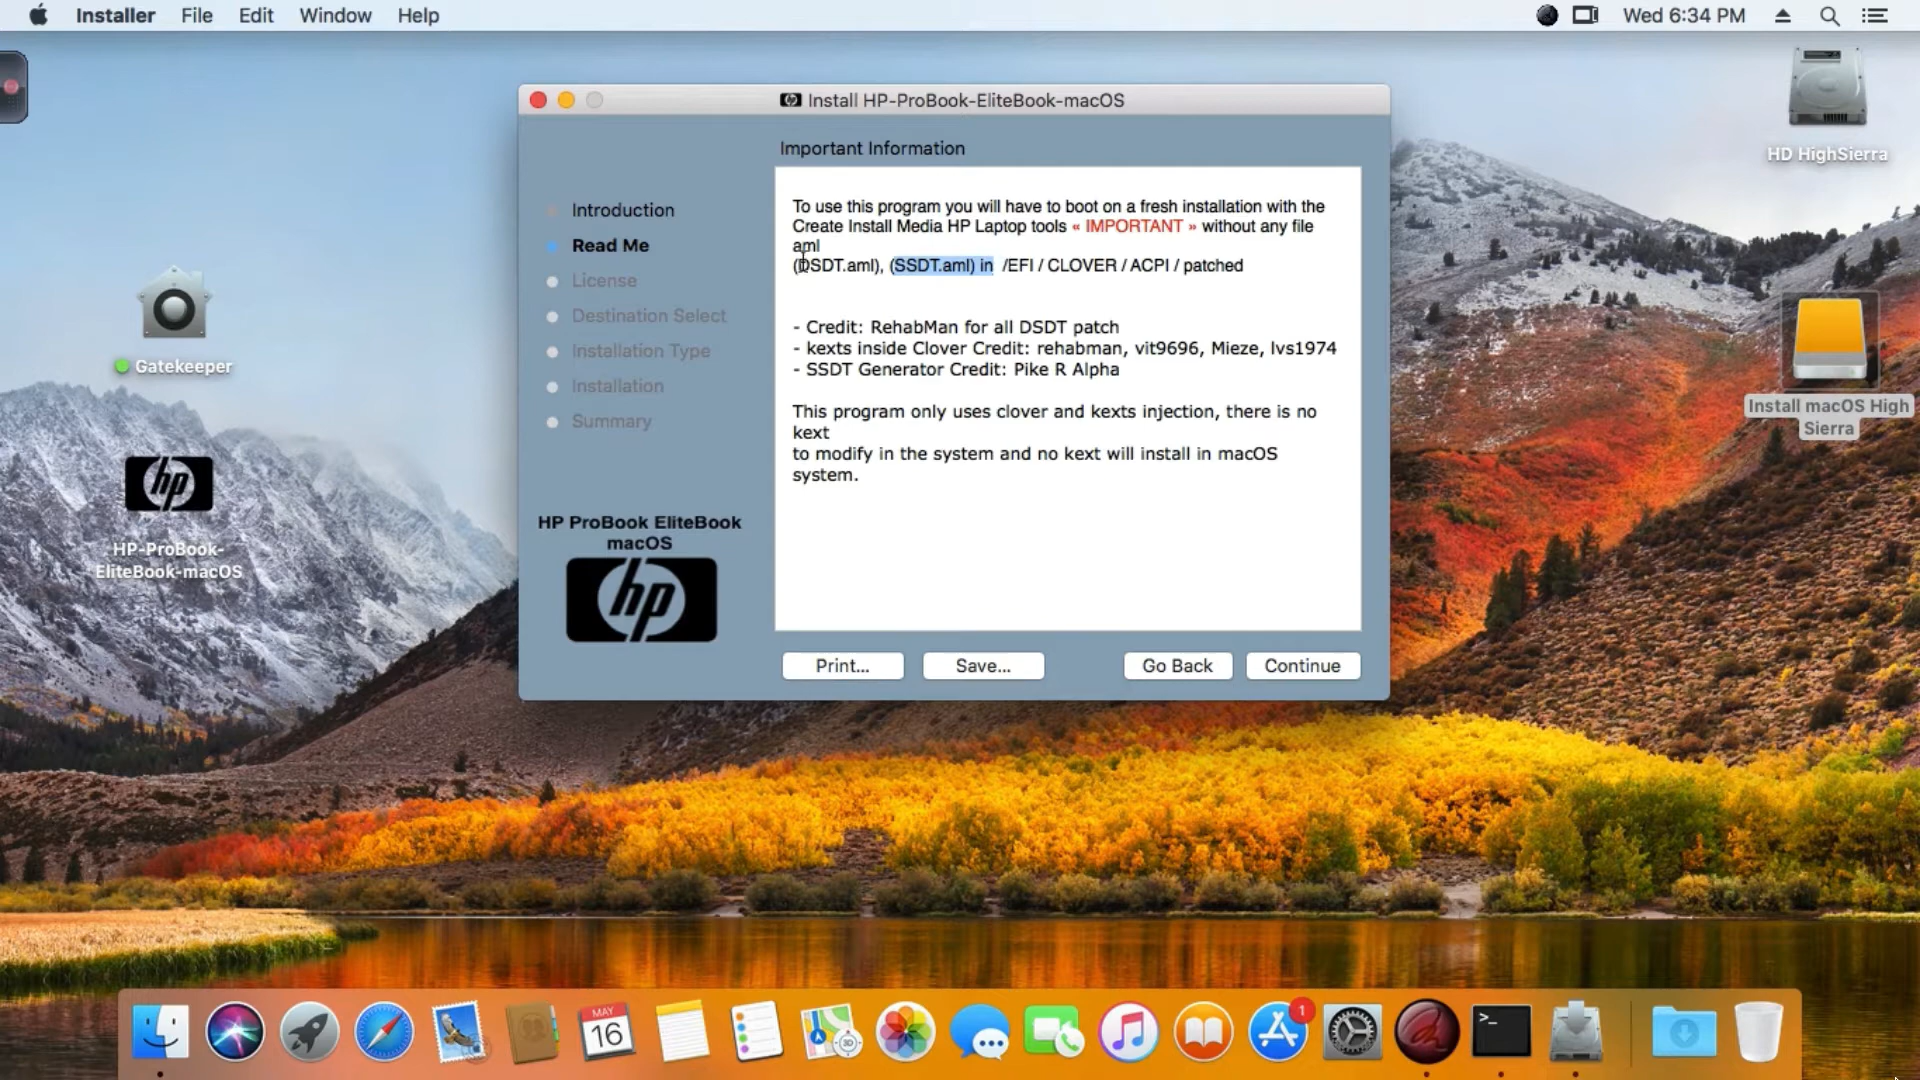 Installer File Edit Window Help Wed 6:34 PM
Install HP-ProBook-EliteBook-macOS
Important Information
Introduction
Read Me
License
Destination Select
Installation Type
Installation
Summary
HP ProBook EliteBook
macOS
hp
To use this program you will have to boot on a fresh installation with the
Create Install Media HP Laptop tools « IMPORTANT » without any file
aml
(DSDT.aml), (SSDT.aml) in /EFI / CLOVER / ACPI / patched
- Credit: RehabMan for all DSDT patch
- kexts inside Clover Credit: rehabman, vit9696, Mieze, lvs1974
- SSDT Generator Credit: Pike R Alpha
This program only uses clover and kexts injection, there is no
kext
to modify in the system and no kext will install in macOS
system.
Print... Save... Go Back Continue
Gatekeeper
hp
HP-ProBook-
EliteBook-macOS
HD HighSierra
Install macOS High
Sierra
MAY
16
3D
1
>_